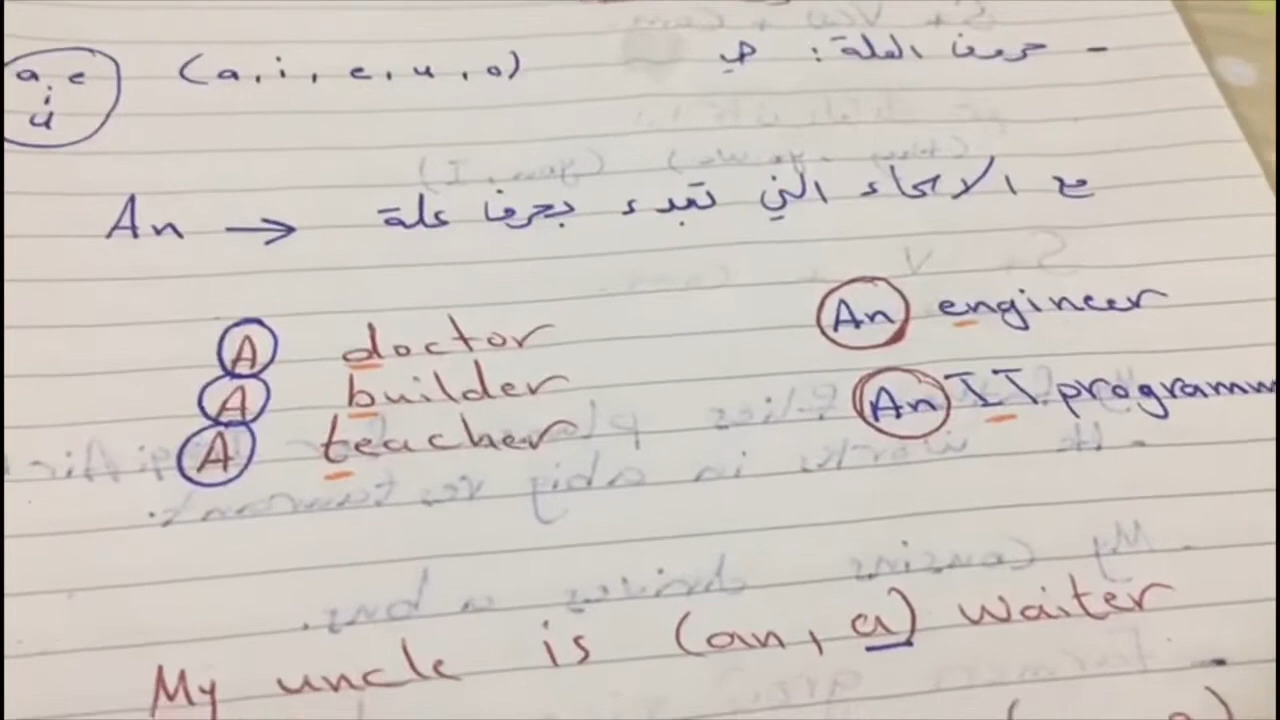 - حروف العلة : هي (a, i, e, u, o)
a, e
i
u
An → مع الاسماء التي تبدء بحرف علة
A doctor An engineer
A builder An IT programm
A teacher
My uncle is (an, a) waiter